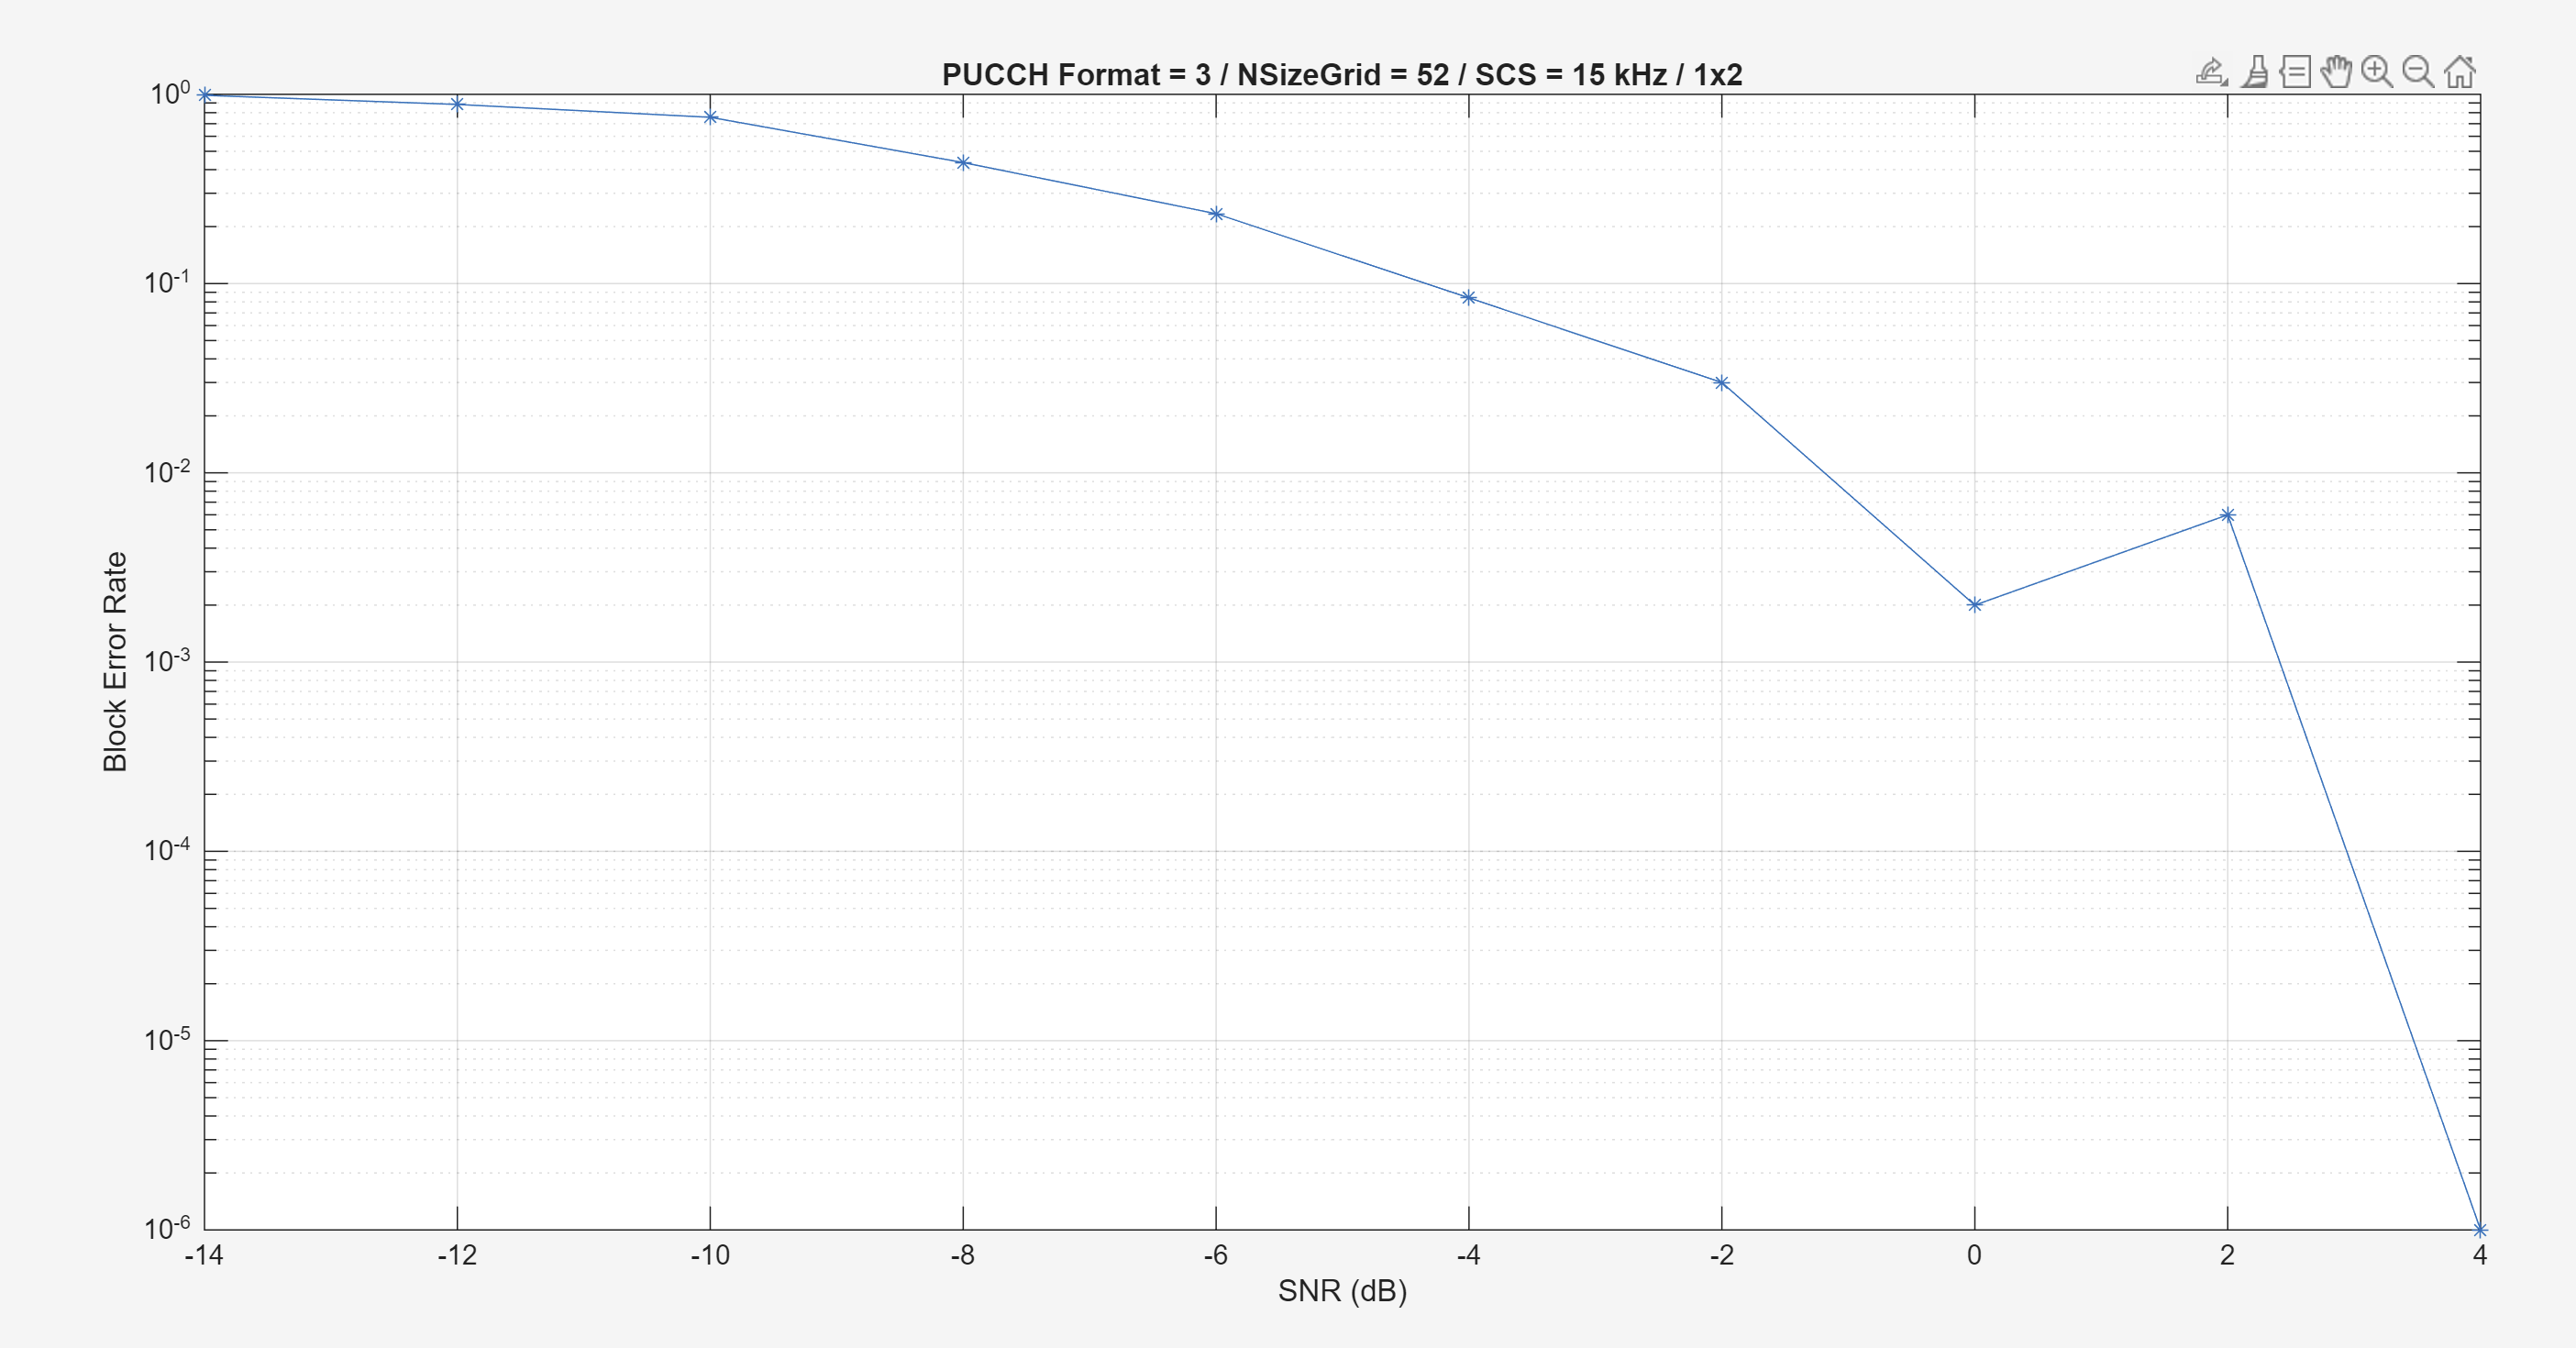 PUCCH Format = 3 / NSizeGrid = 52 / SCS = 15 kHz / 1x2
10^0
10^-1
10^-2
10^-3
10^-4
10^-5
10^-6
Block Error Rate
-14 -12 -10 -8 -6 -4 -2 0 2 4
SNR (dB)